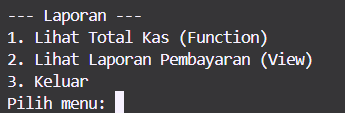 --- Laporan ---
1. Lihat Total Kas (Function)
2. Lihat Laporan Pembayaran (View)
3. Keluar
Pilih menu: